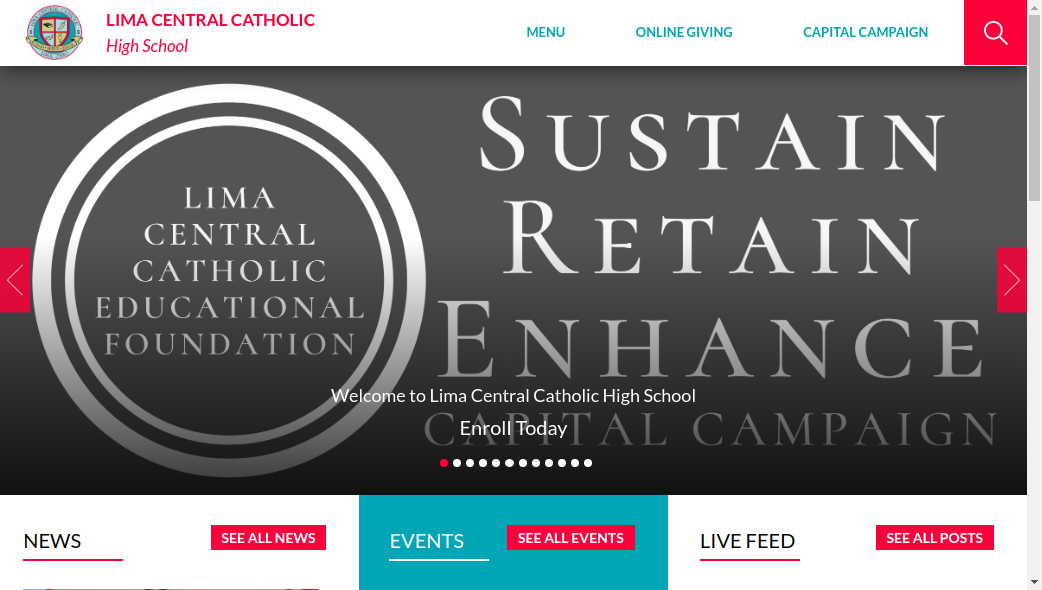 LIMA CENTRAL CATHOLIC
High School
MENU
ONLINE GIVING
CAPITAL CAMPAIGN
LIMA
CENTRAL
CATHOLIC
EDUCATIONAL
FOUNDATION
SUSTAIN
RETAIN
ENHANCE
CAPITAL CAMPAIGN
Welcome to Lima Central Catholic High School
Enroll Today
NEWS
SEE ALL NEWS
EVENTS
SEE ALL EVENTS
LIVE FEED
SEE ALL POSTS